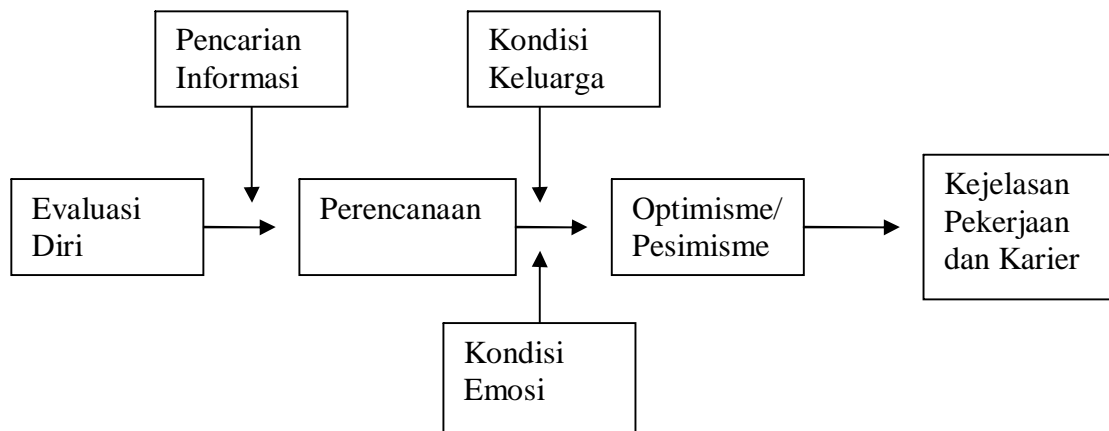 Pencarian
Informasi
Kondisi
Keluarga
Evaluasi
Diri
Perencanaan
Optimisme/
Pesimisme
Kejelasan
Pekerjaan
dan Karier
Kondisi
Emosi